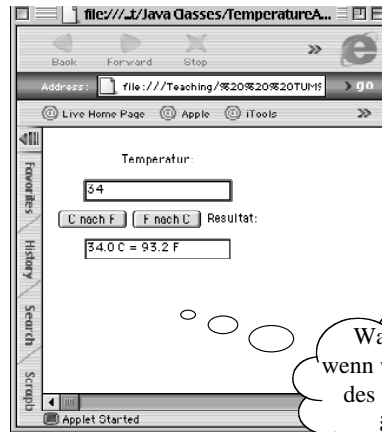 file:///_t/Java Classes/TemperatureA...
Back Forward Stop »
Address: file:///Teaching/%20%20%20TUM% go
Live Home Page Apple iTools »
Favorites
History
Search
Scrapb
Temperatur:
34
C nach F F nach C Resultat:
34.0 C = 93.2 F
wenn
des
Applet Started